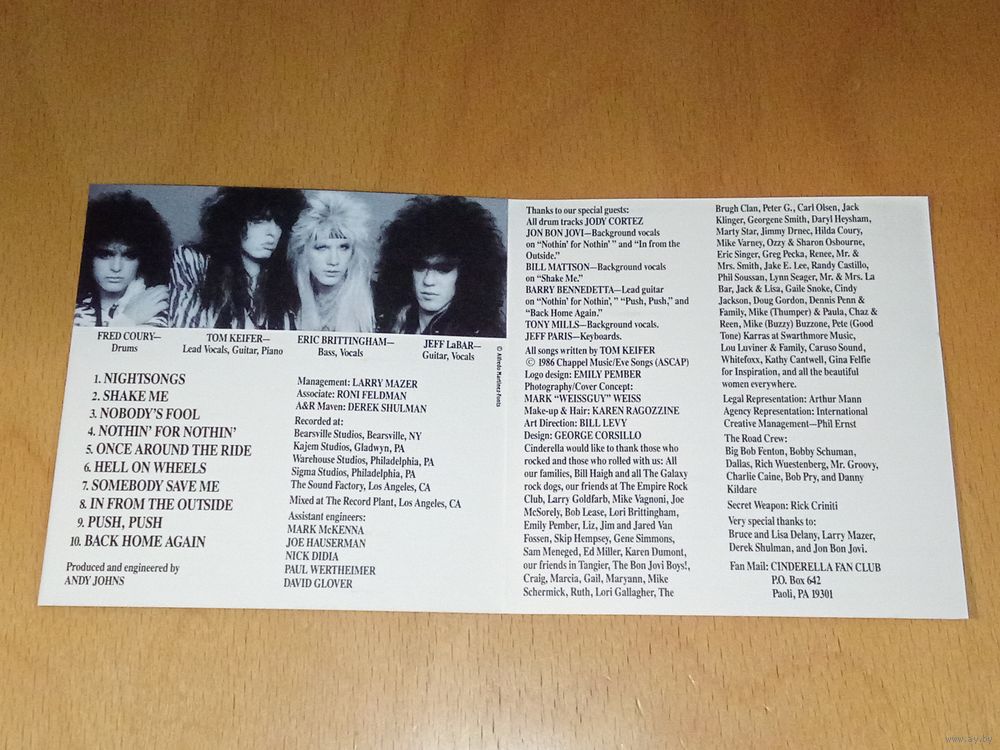 FRED COURY—
Drums
TOM KEIFER—
Lead Vocals, Guitar, Piano
ERIC BRITTINGHAM—
Bass, Vocals
JEFF LaBAR—
Guitar, Vocals
© Alfredo Martinez-Fonts
1. NIGHTSONGS
2. SHAKE ME
3. NOBODY'S FOOL
4. NOTHIN' FOR NOTHIN'
5. ONCE AROUND THE RIDE
6. HELL ON WHEELS
7. SOMEBODY SAVE ME
8. IN FROM THE OUTSIDE
9. PUSH, PUSH
10. BACK HOME AGAIN
Produced and engineered by
ANDY JOHNS
Management: LARRY MAZER
Associate: RONI FELDMAN
A&R Maven: DEREK SHULMAN
Recorded at:
Bearsville Studios, Bearsville, NY
Kajem Studios, Gladwyn, PA
Warehouse Studios, Philadelphia, PA
Sigma Studios, Philadelphia, PA
The Sound Factory, Los Angeles, CA
Mixed at The Record Plant, Los Angeles, CA
Assistant engineers:
MARK McKENNA
JOE HAUSERMAN
NICK DIDIA
PAUL WERTHEIMER
DAVID GLOVER
Thanks to our special guests:
All drum tracks JODY CORTEZ
JON BON JOVI—Background vocals
on "Nothin' for Nothin' " and "In from the
Outside."
BILL MATTSON—Background vocals
on "Shake Me."
BARRY BENNEDETTA—Lead guitar
on "Nothin' for Nothin', " "Push, Push," and
"Back Home Again."
TONY MILLS—Background vocals.
JEFF PARIS—Keyboards.
All songs written by TOM KEIFER
© 1986 Chappel Music/Eve Songs (ASCAP)
Logo design: EMILY PEMBER
Photography/Cover Concept:
MARK "WEISSGUY" WEISS
Make-up & Hair: KAREN RAGOZZINE
Art Direction: BILL LEVY
Design: GEORGE CORSILLO
Cinderella would like to thank those who
rocked and those who rolled with us: All
our families, Bill Haigh and all The Galaxy
rock dogs, our friends at The Empire Rock
Club, Larry Goldfarb, Mike Vagnoni, Joe
McSorely, Bob Lease, Lori Brittingham,
Emily Pember, Liz, Jim and Jared Van
Fossen, Skip Hempsey, Gene Simmons,
Sam Meneged, Ed Miller, Karen Dumont,
our friends in Tangier, The Bon Jovi Boys!,
Craig, Marcia, Gail, Maryann, Mike
Schermick, Ruth, Lori Gallagher, The
Brugh Clan, Peter G., Carl Olsen, Jack
Klinger, Georgene Smith, Daryl Heysham,
Marty Star, Jimmy Drnec, Hilda Coury,
Mike Varney, Ozzy & Sharon Osbourne,
Eric Singer, Greg Pecka, Renee, Mr. &
Mrs. Smith, Jake E. Lee, Randy Castillo,
Phil Soussan, Lynn Seager, Mr. & Mrs. La
Bar, Jack & Lisa, Gaile Snoke, Cindy
Jackson, Doug Gordon, Dennis Penn &
Family, Mike (Thumper) & Paula, Chaz &
Reen, Mike (Buzzy) Buzzone, Pete (Good
Tone) Karras at Swarthmore Music,
Lou Luviner & Family, Caruso Sound,
Whitefoxx, Kathy Cantwell, Gina Felfie
for Inspiration, and all the beautiful
women everywhere.
Legal Representation: Arthur Mann
Agency Representation: International
Creative Management—Phil Ernst
The Road Crew:
Big Bob Fenton, Bobby Schuman,
Dallas, Rich Wuestenberg, Mr. Groovy,
Charlie Caine, Bob Pry, and Danny
Kildare
Secret Weapon: Rick Criniti
Very special thanks to:
Bruce and Lisa Delany, Larry Mazer,
Derek Shulman, and Jon Bon Jovi.
Fan Mail: CINDERELLA FAN CLUB
P.O. Box 642
Paoli, PA 19301
www.ay.by